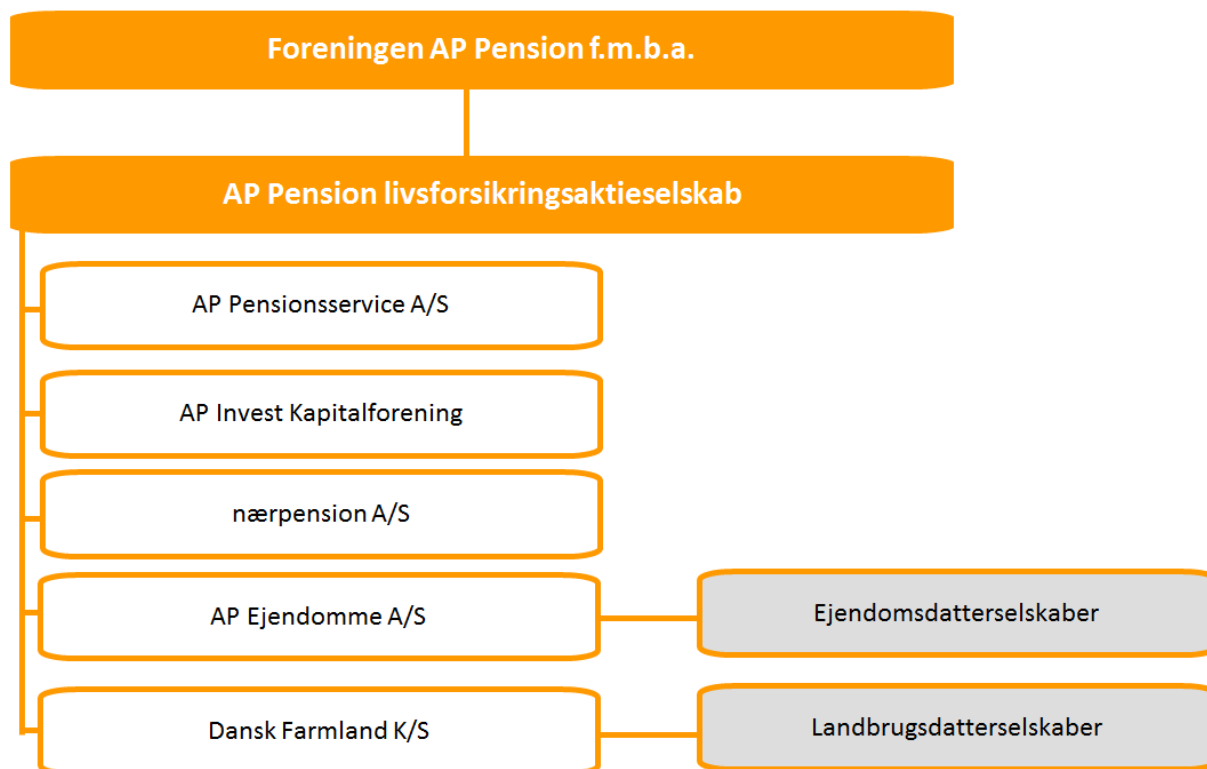 Foreningen AP Pension f.m.b.a.
AP Pension livsforsikringsaktieselskab
AP Pensionsservice A/S
AP Invest Kapitalforening
nærpension A/S
AP Ejendomme A/S
Ejendomsdatterselskaber
Dansk Farmland K/S
Landbrugsdatterselskaber